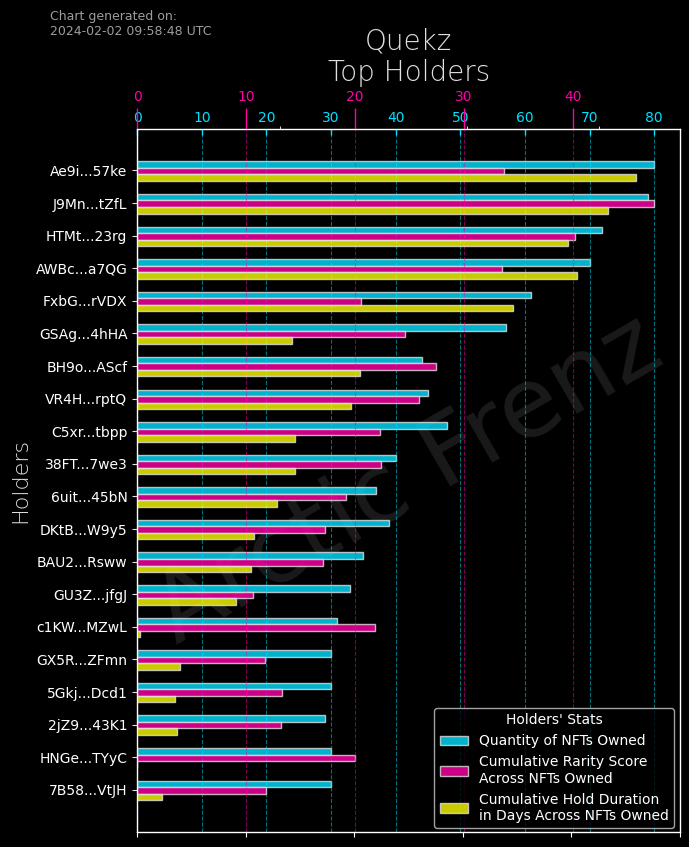 Chart generated on:
2024-02-02 09:58:48 UTC
Quekz
Top Holders
0 10 20 30 40
0 10 20 30 40 50 60 70 80
Holders
Ae9i...57ke
J9Mn...tZfL
HTMt...23rg
AWBc...a7QG
FxbG...rVDX
GSAg...4hHA
BH9o...AScf
VR4H...rptQ
C5xr...tbpp
38FT...7we3
6uit...45bN
DKtB...W9y5
BAU2...Rsww
GU3Z...jfgJ
c1KW...MZwL
GX5R...ZFmn
5Gkj...Dcd1
2jZ9...43K1
HNGe...TYyC
7B58...VtJH
Arctic Frenz
Holders' Stats
Quantity of NFTs Owned
Cumulative Rarity Score
Across NFTs Owned
Cumulative Hold Duration
in Days Across NFTs Owned